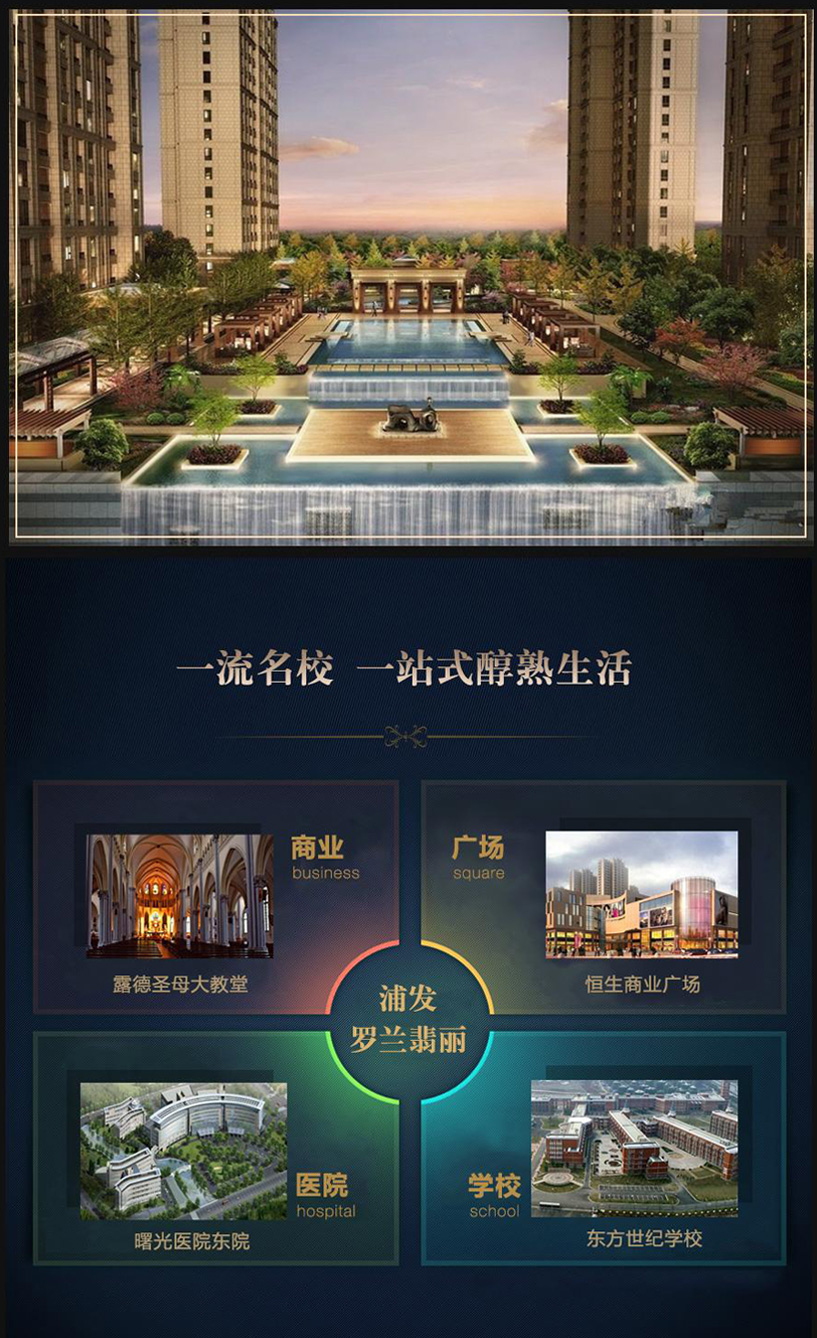 一流名校 一站式醇熟生活
商业
business
露德圣母大教堂
广场
square
恒生商业广场
浦发
罗兰翡丽
医院
hospital
曙光医院东院
学校
school
东方世纪学校